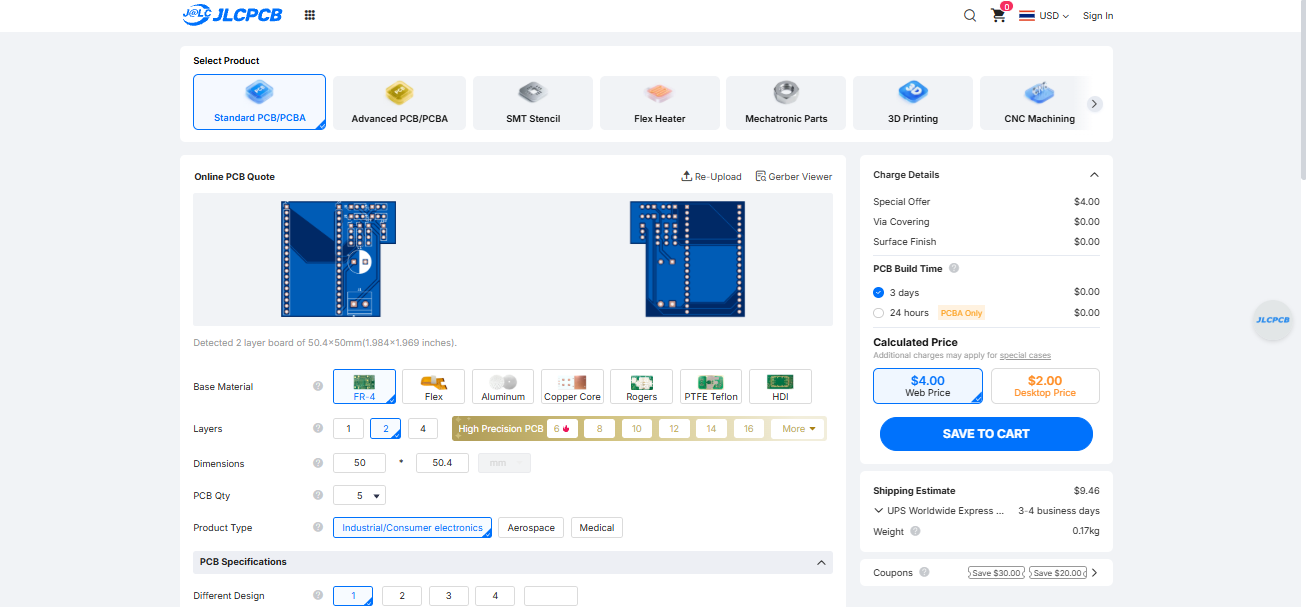 J@LC JLCPCB
0
USD
Sign In
Select Product
Standard PCB/PCBA
Advanced PCB/PCBA
SMT Stencil
Flex Heater
Mechatronic Parts
3D Printing
CNC Machining
Online PCB Quote
Re-Upload
Gerber Viewer
Detected 2 layer board of 50.4×50mm(1.984×1.969 inches).
Base Material
FR-4
Flex
Aluminum
Copper Core
Rogers
PTFE Teflon
HDI
Layers
1
2
4
High Precision PCB
6
8
10
12
14
16
More
Dimensions
50
*
50.4
mm
PCB Qty
5
Product Type
Industrial/Consumer electronics
Aerospace
Medical
PCB Specifications
Different Design
1
2
3
4
Charge Details
Special Offer $4.00
Via Covering $0.00
Surface Finish $0.00
PCB Build Time
3 days $0.00
24 hours PCBA Only $0.00
Calculated Price
Additional charges may apply for special cases
$4.00
Web Price
$2.00
Desktop Price
SAVE TO CART
Shipping Estimate $9.46
UPS Worldwide Express ... 3-4 business days
Weight 0.17kg
Coupons Save $30.00 Save $20.00
JLCPCB